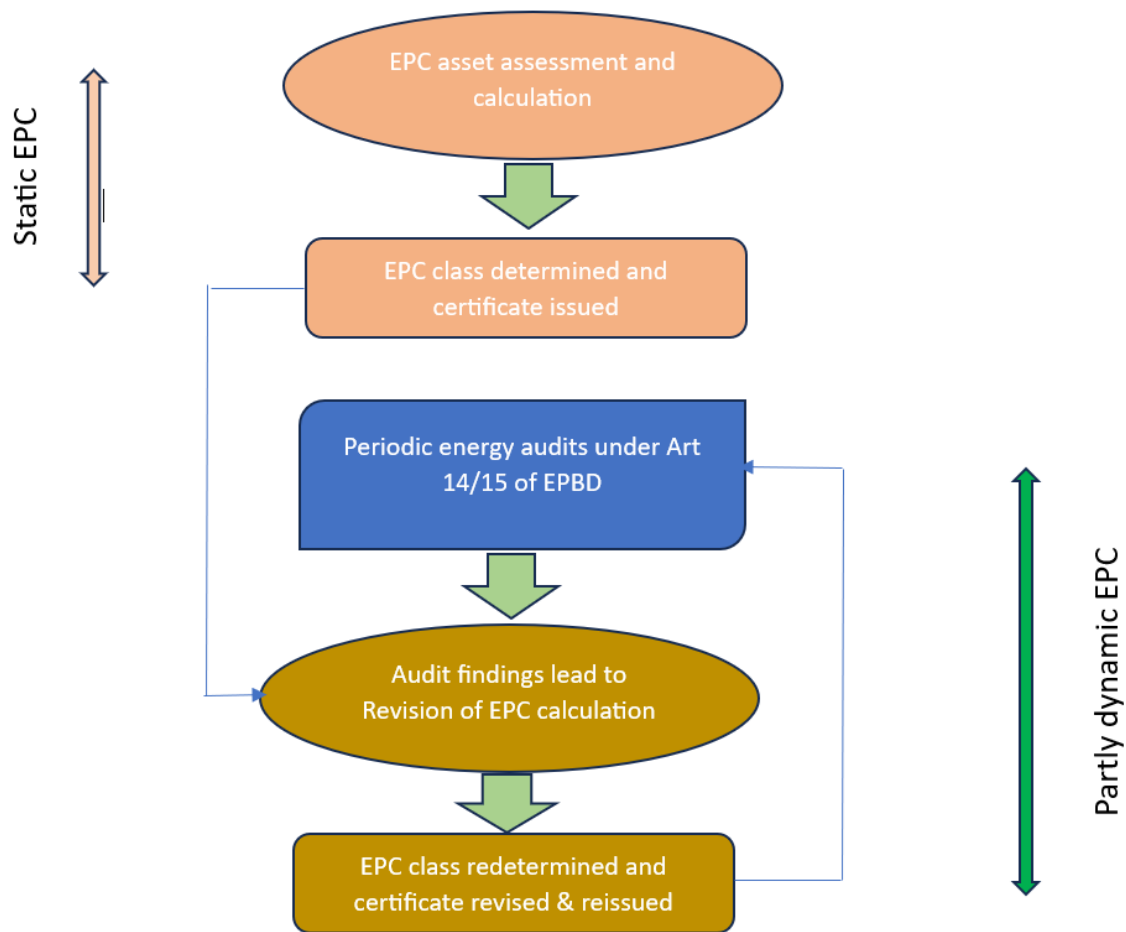 EPC asset assessment and
calculation
Static EPC
EPC class determined and
certificate issued
Periodic energy audits under Art
14/15 of EPBD
Audit findings lead to
Revision of EPC calculation
Partly dynamic EPC
EPC class redetermined and
certificate revised & reissued